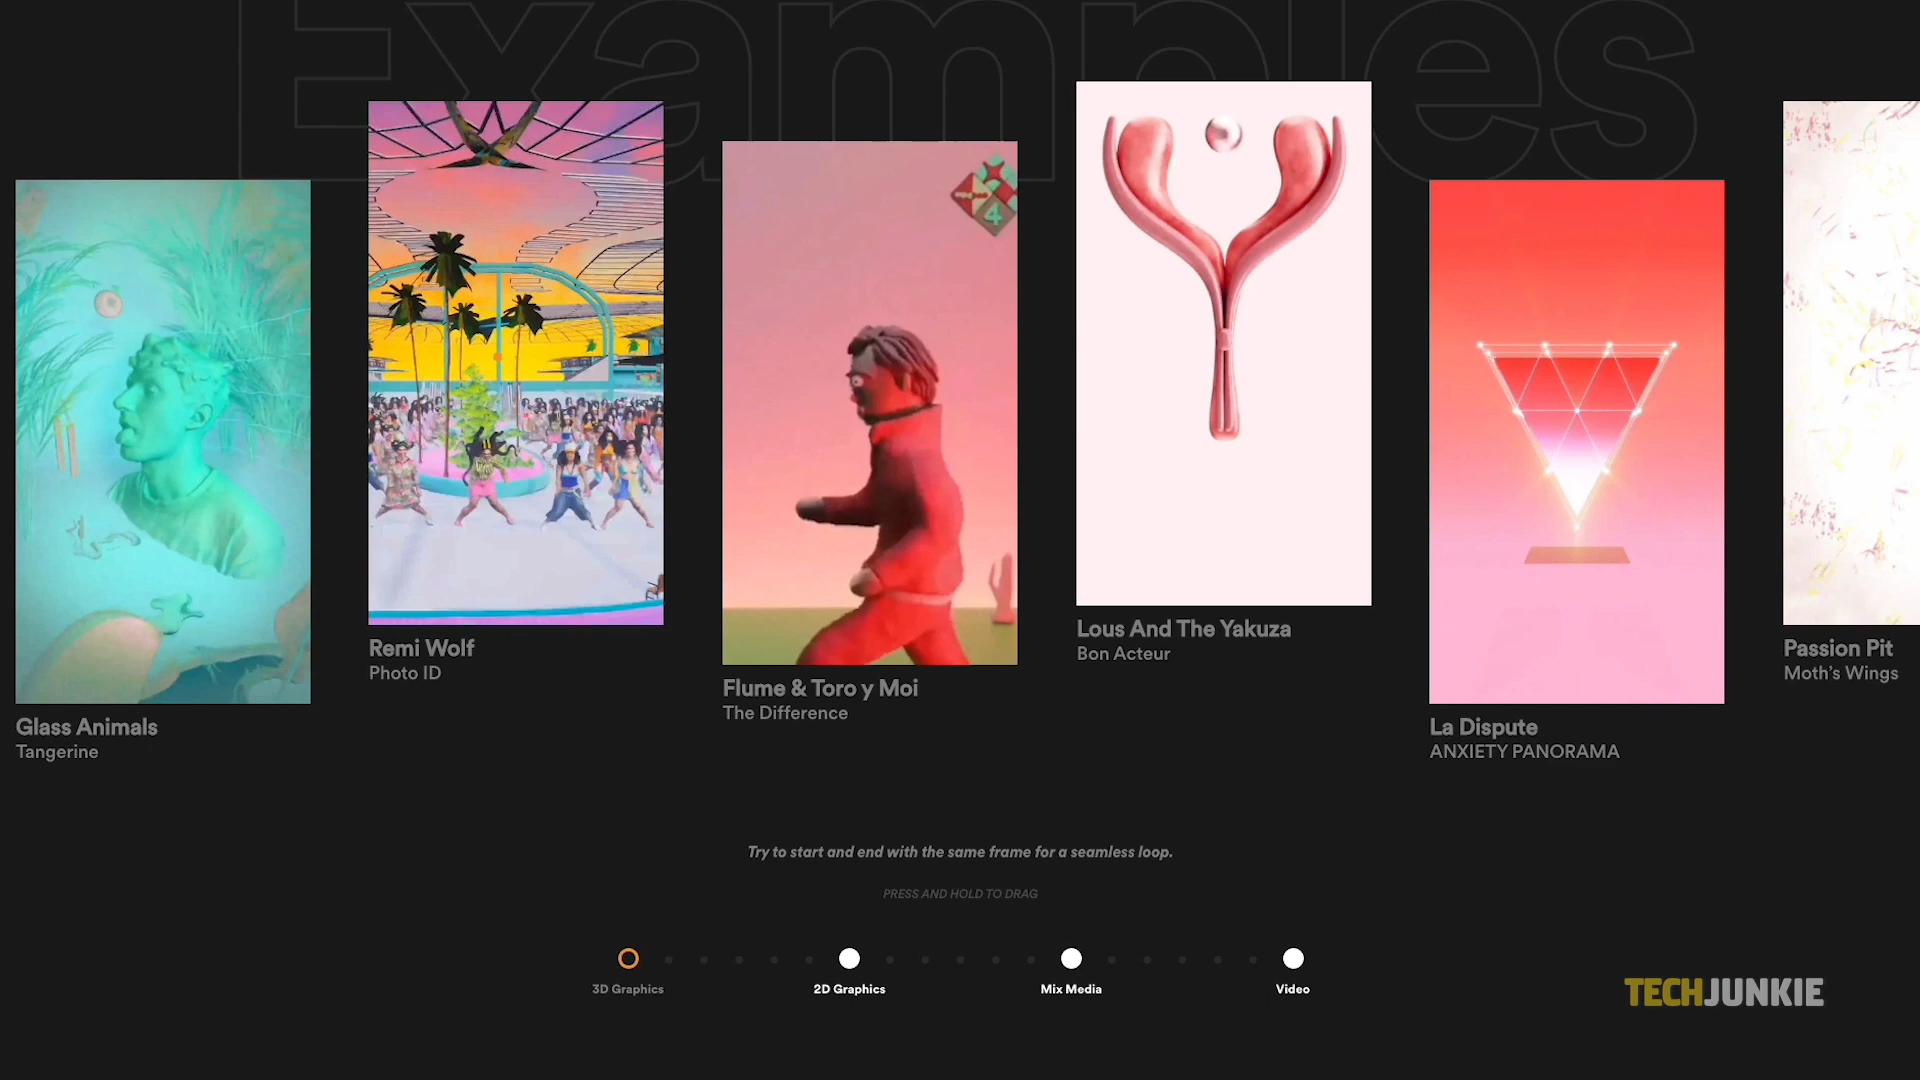 Examples
Glass Animals
Tangerine
Remi Wolf
Photo ID
4
Flume & Toro y Moi
The Difference
Lous And The Yakuza
Bon Acteur
La Dispute
ANXIETY PANORAMA
Passion Pit
Moth's Wings
Try to start and end with the same frame for a seamless loop.
PRESS AND HOLD TO DRAG
3D Graphics
2D Graphics
Mix Media
Video
TECHJUNKIE